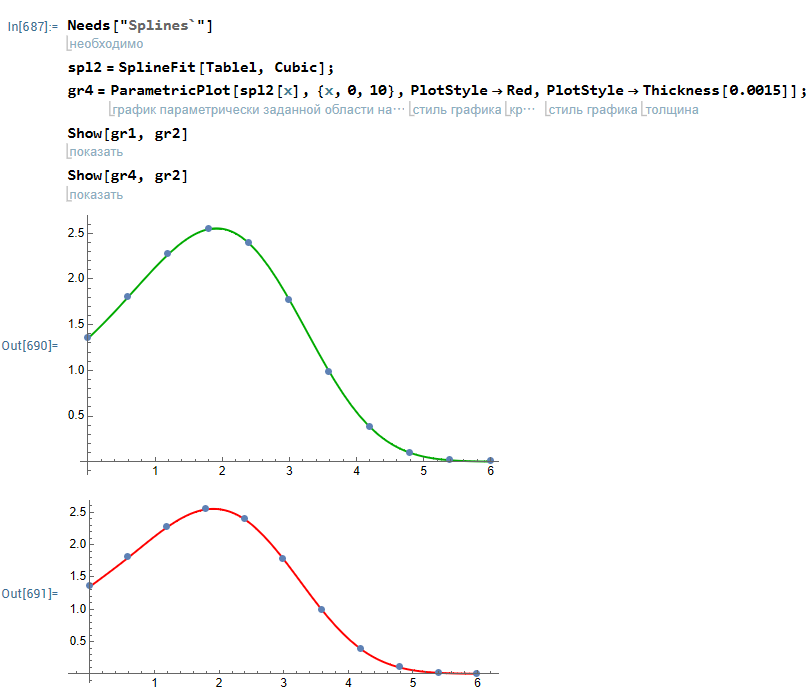 In[687]:= Needs["Splines`"]
необходимо
spl2 = SplineFit[Table1, Cubic];
gr4 = ParametricPlot[spl2[x], {x, 0, 10}, PlotStyle → Red, PlotStyle → Thickness[0.0015]];
график параметрически заданной области на⋯ стиль графика кр⋯ стиль графика толщина
Show[gr1, gr2]
показать
Show[gr4, gr2]
показать
2.5
2.0
1.5
Out[690]=
1.0
0.5
1 2 3 4 5 6
2.5
2.0
1.5
Out[691]=
1.0
0.5
1 2 3 4 5 6